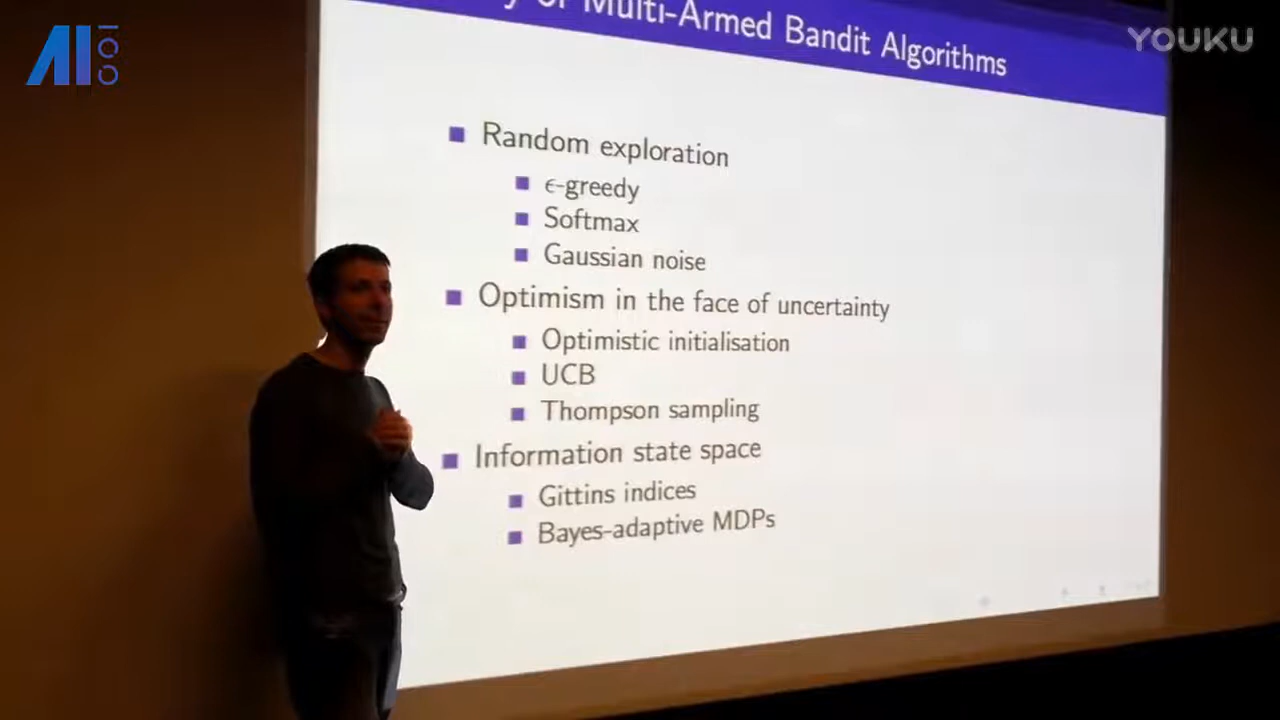 AI100
YOUKU
Multi-Armed Bandit Algorithms
Random exploration
ϵ-greedy
Softmax
Gaussian noise
Optimism in the face of uncertainty
Optimistic initialisation
UCB
Thompson sampling
Information state space
Gittins indices
Bayes-adaptive MDPs